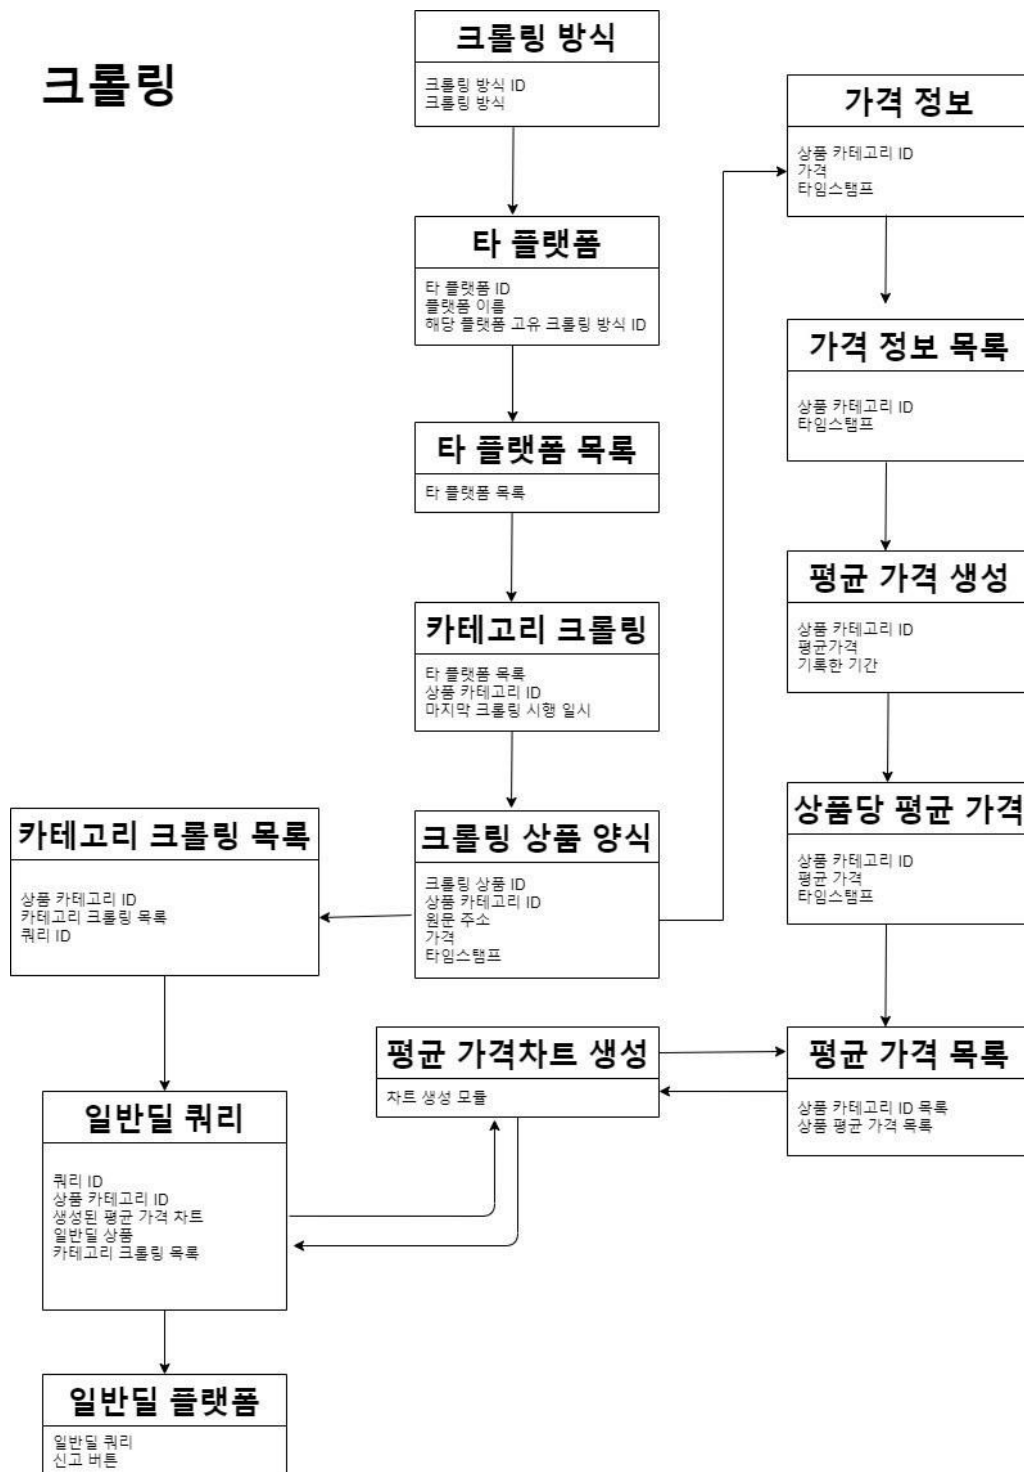 크롤링
크롤링 방식
크롤링 방식 ID
크롤링 방식
타 플랫폼
타 플랫폼 ID
플랫폼 이름
해당 플랫폼 고유 크롤링 방식 ID
타 플랫폼 목록
타 플랫폼 목록
카테고리 크롤링
타 플랫폼 목록
상품 카테고리 ID
마지막 크롤링 시행 일시
크롤링 상품 양식
크롤링 상품 ID
상품 카테고리 ID
원문 주소
가격
타임스탬프
카테고리 크롤링 목록
상품 카테고리 ID
카테고리 크롤링 목록
쿼리 ID
가격 정보
상품 카테고리 ID
가격
타임스탬프
가격 정보 목록
상품 카테고리 ID
타임스탬프
평균 가격 생성
상품 카테고리 ID
평균가격
기록한 기간
상품당 평균 가격
상품 카테고리 ID
평균 가격
타임스탬프
평균 가격 목록
상품 카테고리 ID 목록
상품 평균 가격 목록
평균 가격차트 생성
차트 생성 모듈
일반딜 쿼리
쿼리 ID
상품 카테고리 ID
생성된 평균 가격 차트
일반딜 상품
카테고리 크롤링 목록
일반딜 플랫폼
일반딜 쿼리
신고 버튼